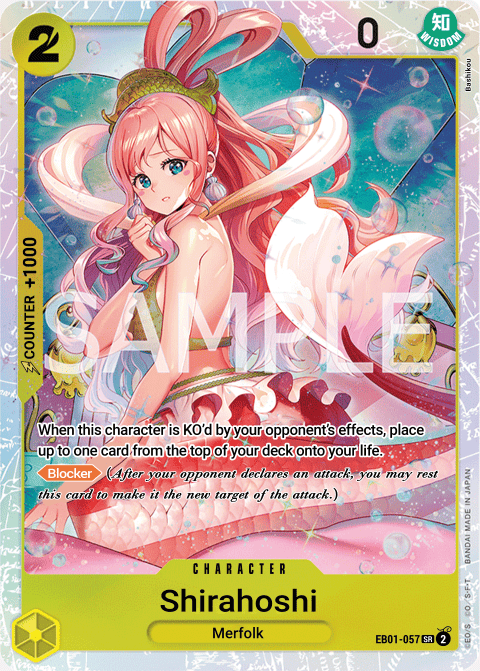 2
0
知
WISDOM
Bashikou
COUNTER +1000
SAMPLE
When this character is KO'd by your opponent's effects, place
up to one card from the top of your deck onto your life.
Blocker (After your opponent declares an attack, you may rest
this card to make it the new target of the attack.)
©E.O/S. ©O./S.·F·T. BANDAI MADE IN JAPAN
CHARACTER
Shirahoshi
Merfolk
EB01-057 SR 2